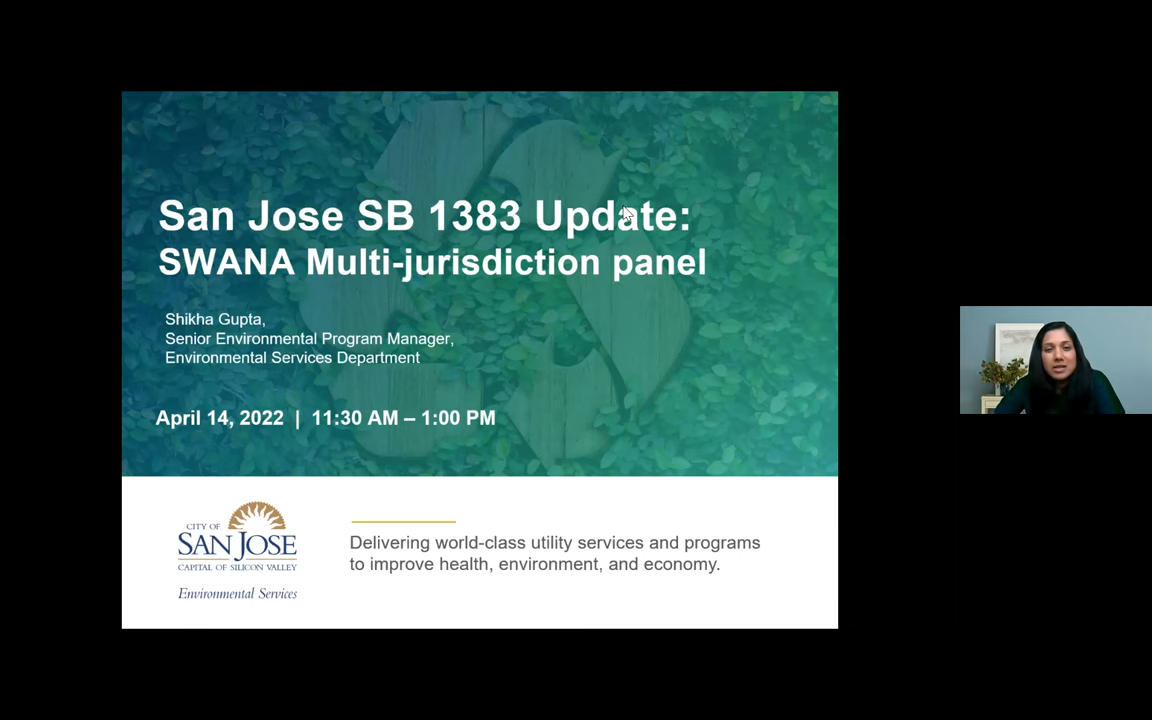 San Jose SB 1383 Update:
SWANA Multi-jurisdiction panel
Shikha Gupta,
Senior Environmental Program Manager,
Environmental Services Department
April 14, 2022 | 11:30 AM – 1:00 PM
CITY OF
SAN JOSE
CAPITAL OF SILICON VALLEY
Environmental Services
Delivering world-class utility services and programs
to improve health, environment, and economy.